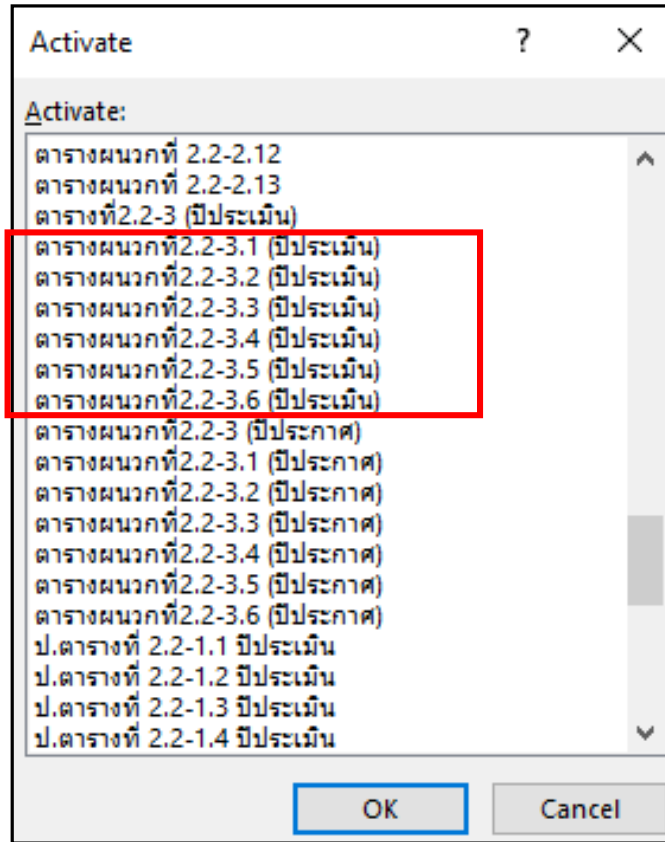 Activate
?
Activate:
ตารางผนวกที่ 2.2-2.12
ตารางผนวกที่ 2.2-2.13
ตารางที่2.2-3 (ปีประเมิน)
ตารางผนวกที่2.2-3.1 (ปีประเมิน)
ตารางผนวกที่2.2-3.2 (ปีประเมิน)
ตารางผนวกที่2.2-3.3 (ปีประเมิน)
ตารางผนวกที่2.2-3.4 (ปีประเมิน)
ตารางผนวกที่2.2-3.5 (ปีประเมิน)
ตารางผนวกที่2.2-3.6 (ปีประเมิน)
ตารางผนวกที่2.2-3 (ปีประกาศ)
ตารางผนวกที่2.2-3.1 (ปีประกาศ)
ตารางผนวกที่2.2-3.2 (ปีประกาศ)
ตารางผนวกที่2.2-3.3 (ปีประกาศ)
ตารางผนวกที่2.2-3.4 (ปีประกาศ)
ตารางผนวกที่2.2-3.5 (ปีประกาศ)
ตารางผนวกที่2.2-3.6 (ปีประกาศ)
ป.ตารางที่ 2.2-1.1 ปีประเมิน
ป.ตารางที่ 2.2-1.2 ปีประเมิน
ป.ตารางที่ 2.2-1.3 ปีประเมิน
ป.ตารางที่ 2.2-1.4 ปีประเมิน
OK
Cancel